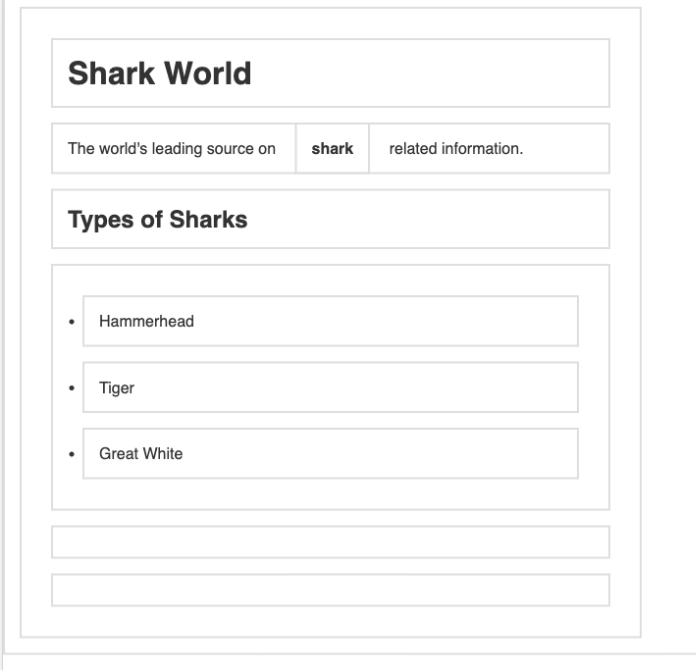 Shark World
The world's leading source on shark related information.
Types of Sharks
Hammerhead
Tiger
Great White